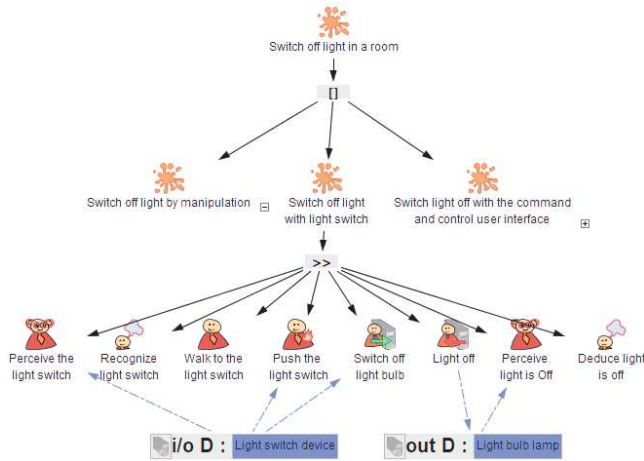 Switch off light in a room
[]
Switch off light by manipulation
Switch off light
with light switch
Switch light off with the command
and control user interface
>>
Perceive the
light switch
Recognize
light switch
Walk to the
light switch
Push the
light switch
Switch off
light bulb
Light off
Perceive
light is Off
Deduce light
is off
i/o D : Light switch device
out D : Light bulb lamp